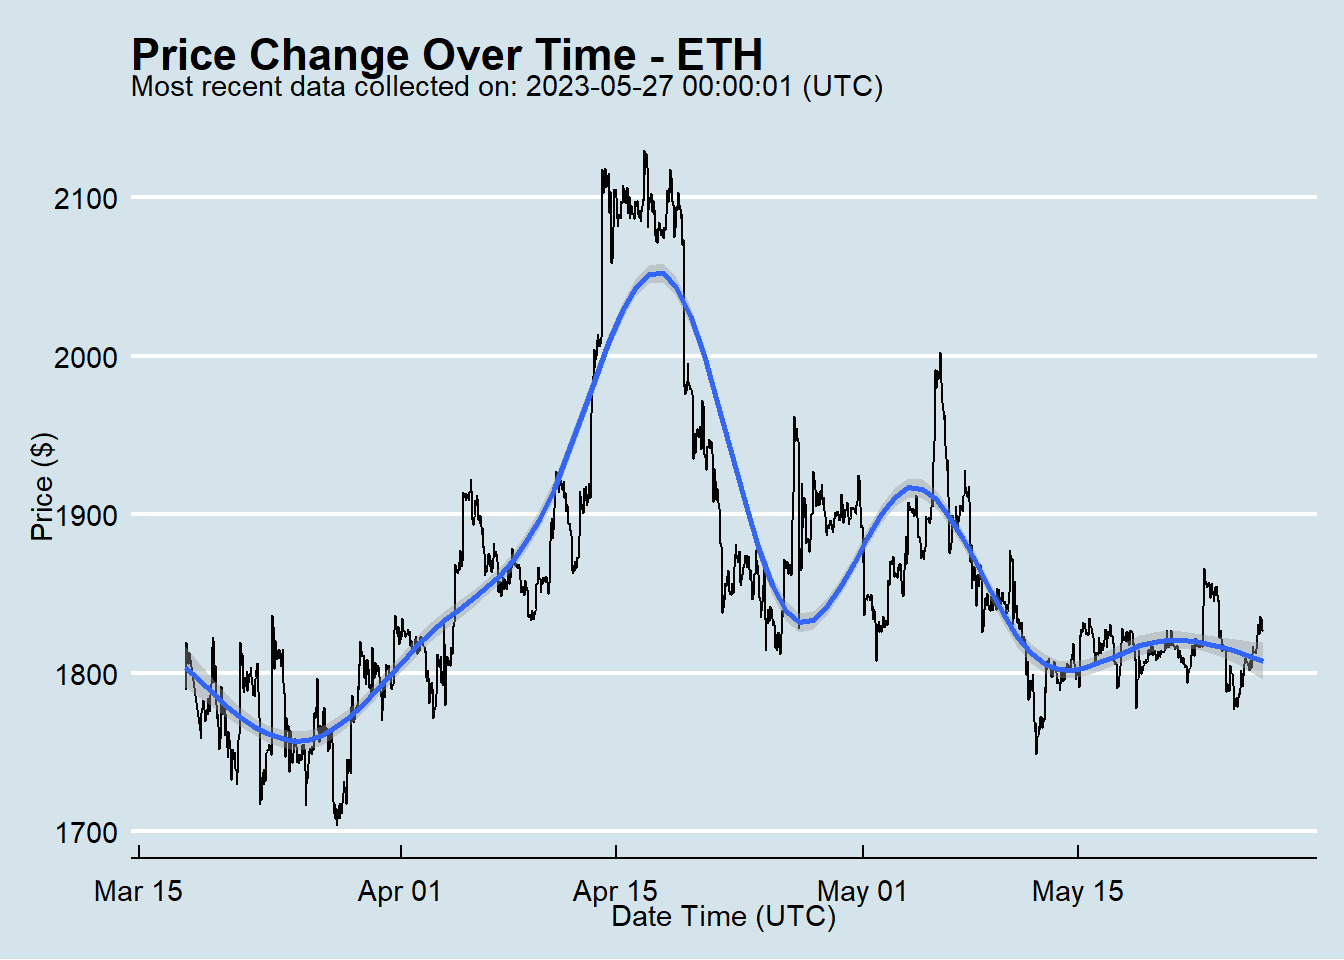 Price Change Over Time - ETH
Most recent data collected on: 2023-05-27 00:00:01 (UTC)
2100
2000
1900
1800
1700
Price ($)
Mar 15 Apr 01 Apr 15 May 01 May 15
Date Time (UTC)